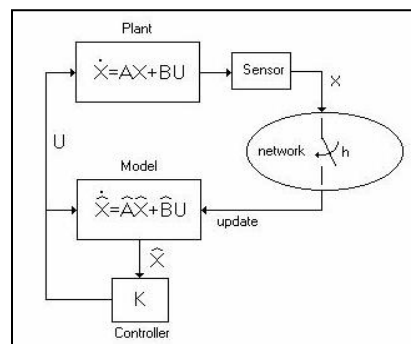 Plant
Ẋ=AX+BU
Sensor
X
U
network
h
Model
X̂̇=ÂX̂+B̂U
update
X̂
K
Controller